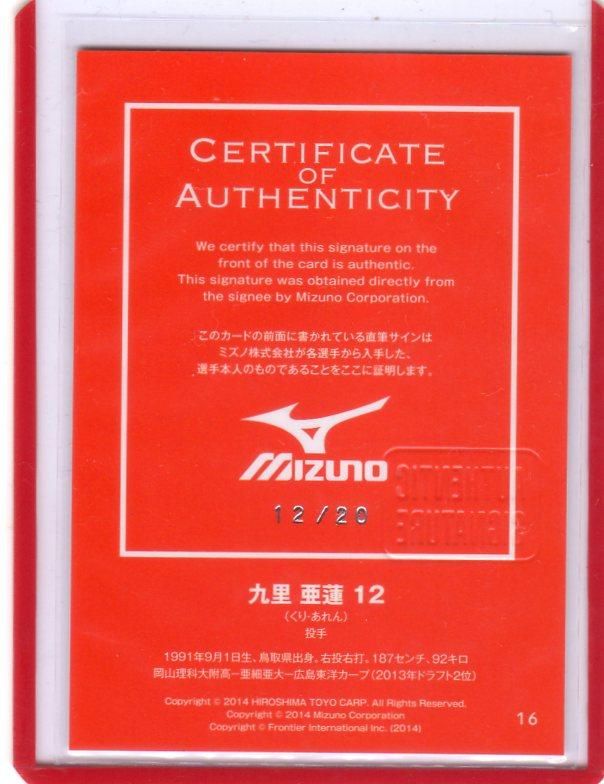 CERTIFICATE
OF
AUTHENTICITY
We certify that this signature on the
front of the card is authentic.
This signature was obtained directly from
the signee by Mizuno Corporation.
このカードの前面に書かれている直筆サインは
ミズノ株式会社が各選手から入手した、
選手本人のものであることをここに証明します。
MIZUNO
AUTHENTIC
SIGNATURE
12/20
九里 亜蓮 12
(くり・あれん)
投手
1991年9月1日生、鳥取県出身。右投右打。187センチ、92キロ
岡山理科大附高ー亜細亜大ー広島東洋カープ(2013年ドラフト2位)
Copyright © 2014 HIROSHIMA TOYO CARP. All Rights Reserved.
Copyright © 2014 Mizuno Corporation
Copyright © Frontier International Inc. (2014)
16